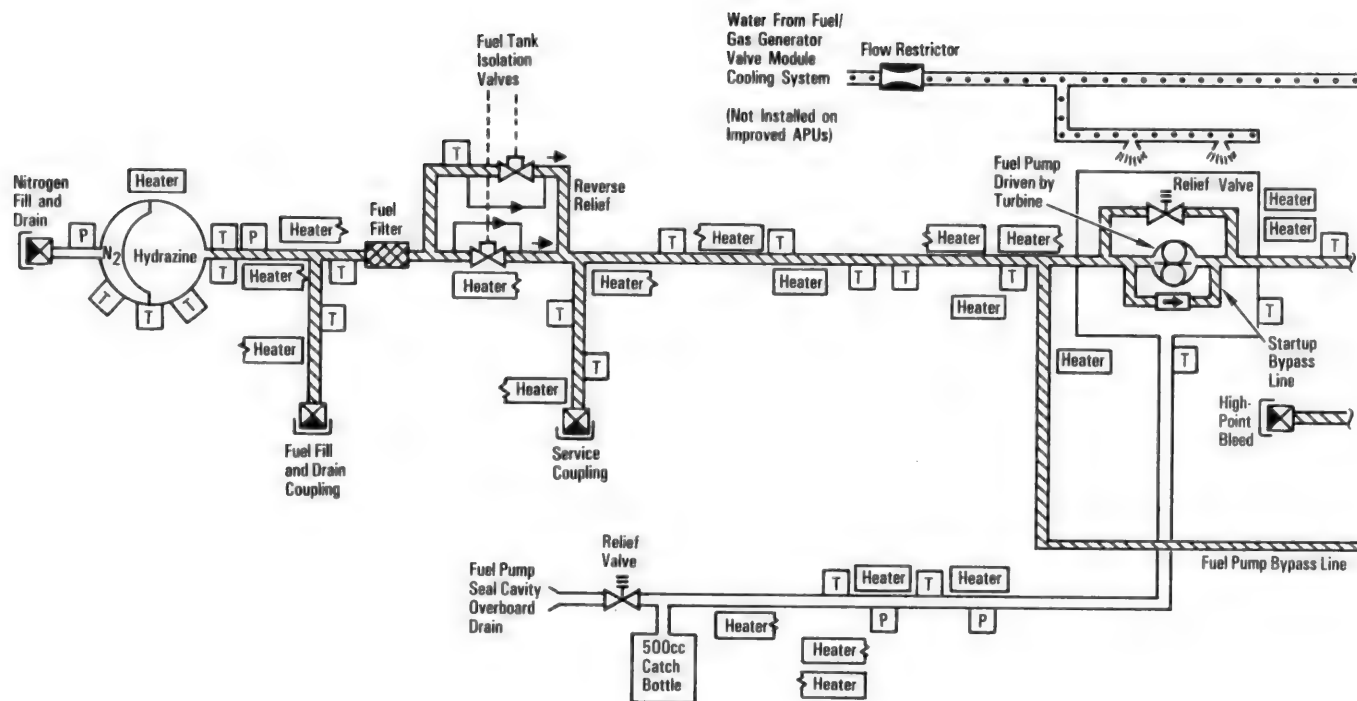 Water From Fuel/
Gas Generator
Valve Module
Cooling System
(Not Installed on
Improved APUs)
Flow Restrictor
Fuel Tank
Isolation
Valves
Nitrogen
Fill and
Drain
Heater
P
N2
Hydrazine
T
T
T
T
P
T
Heater
Heater
T
Fuel
Filter
T
Heater
Fuel Fill
and Drain
Coupling
T
Reverse
Relief
Heater
Heater
T
T
Heater
Service
Coupling
T
Heater
T
Heater
T
T
Heater
Heater
T
Heater
Heater
Fuel Pump
Driven by
Turbine
Relief Valve
Heater
Heater
T
T
T
Startup
Bypass
Line
High-
Point
Bleed
Fuel Pump Bypass Line
Relief
Valve
Fuel Pump
Seal Cavity
Overboard
Drain
500cc
Catch
Bottle
T
Heater
T
Heater
Heater
P
P
Heater
Heater